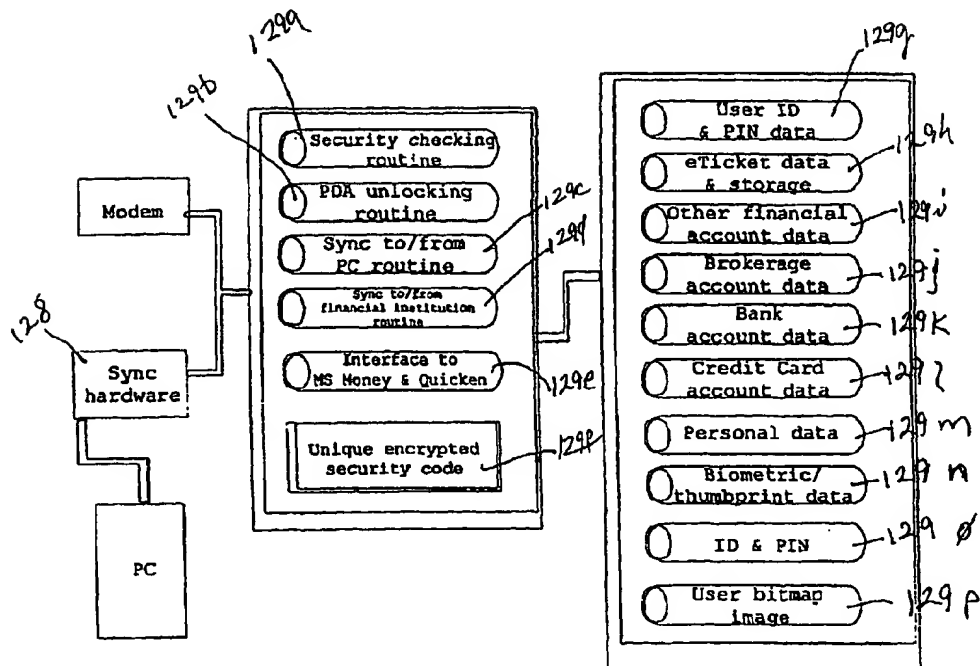 129a
129b
Security checking
routine
PDA unlocking
routine
129c
Sync to/from
PC routine
129d
Sync to/from
financial institution
routine
Interface to
MS Money & Quicken
129e
Unique encrypted
security code
129f
Modem
128
Sync
hardware
PC
129g
User ID
& PIN data
129h
eTicket data
& storage
Other financial
account data
129i
Brokerage
account data
129j
Bank
account data
129k
Credit Card
account data
129l
Personal data
129m
Biometric/
thumbprint data
129n
ID & PIN
129ø
User bitmap
image
129p